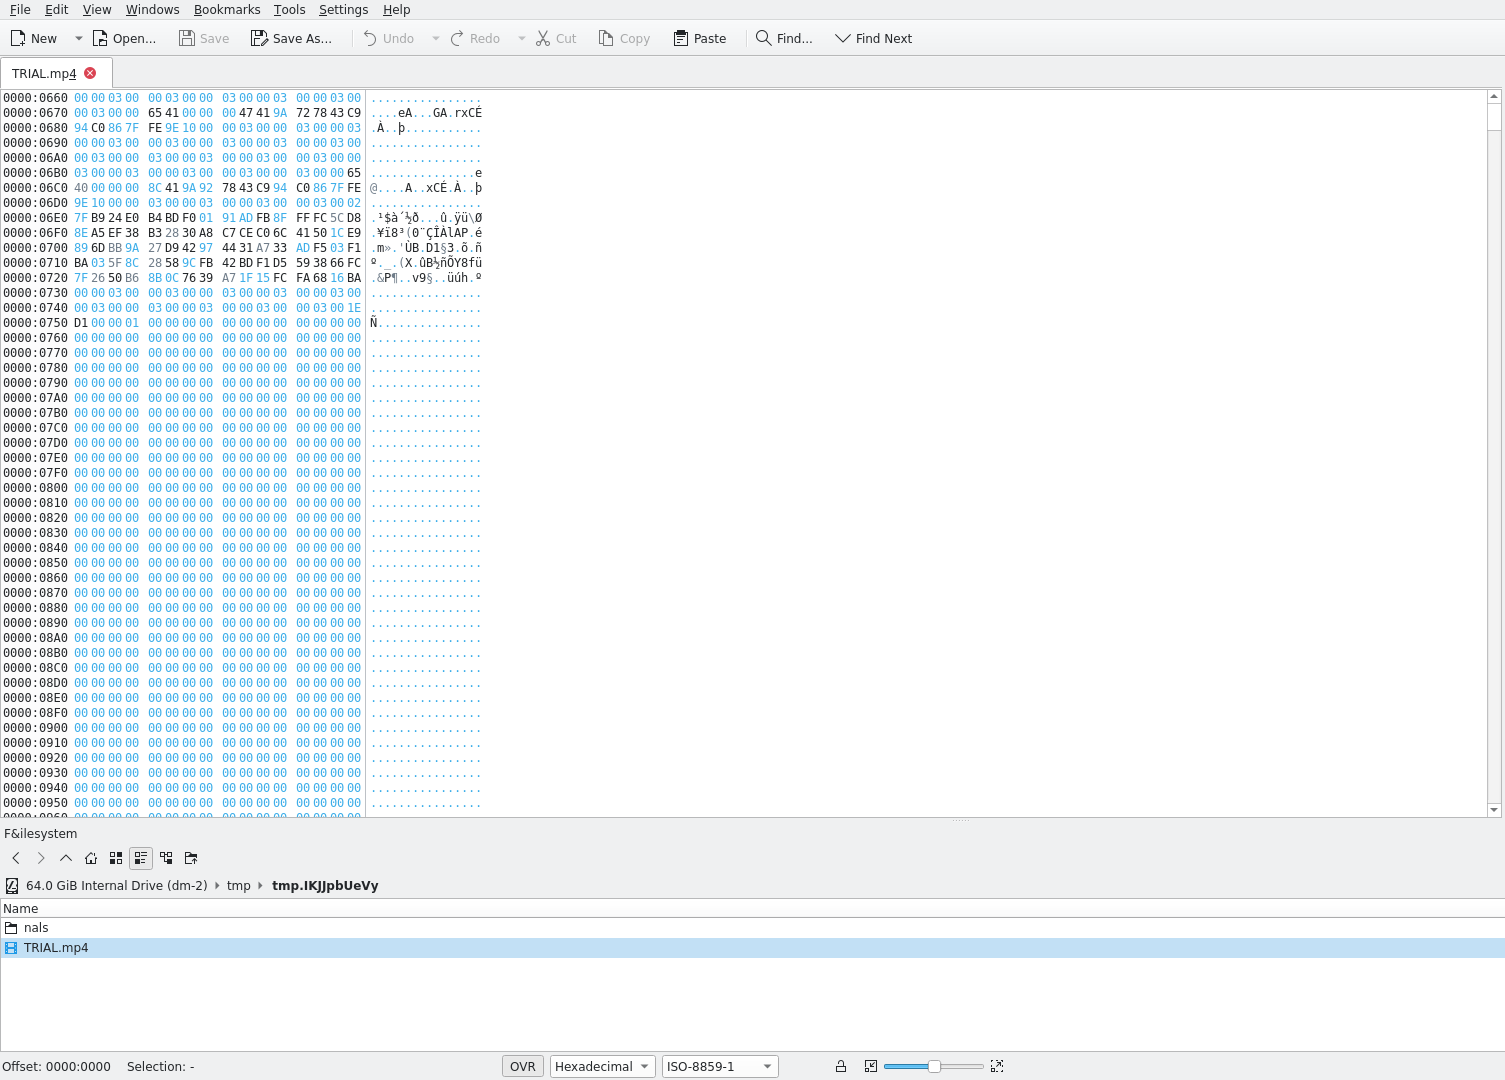 File Edit View Windows Bookmarks Tools Settings Help
New Open... Save Save As... Undo Redo Cut Copy Paste Find... Find Next
TRIAL.mp4
0000:0660 00 00 03 00 00 03 00 00 03 00 00 03 00 00 03 00 ................
0000:0670 00 03 00 00 65 41 00 00 00 47 41 9A 72 78 43 C9 ....eA...GA.rxCÉ
0000:0680 94 C0 86 7F FE 9E 10 00 00 03 00 00 03 00 00 03 .À..þ...........
0000:0690 00 00 03 00 00 03 00 00 03 00 00 03 00 00 03 00 ................
0000:06A0 00 03 00 00 03 00 00 03 00 00 03 00 00 03 00 00 ................
0000:06B0 03 00 00 03 00 00 03 00 00 03 00 00 03 00 00 65 ...............e
0000:06C0 40 00 00 00 8C 41 9A 92 78 43 C9 94 C0 86 7F FE @....A..xCÉ.À..þ
0000:06D0 9E 10 00 00 03 00 00 03 00 00 03 00 00 03 00 02 ................
0000:06E0 7F B9 24 E0 B4 BD F0 01 91 AD FB 8F FF FC 5C D8 .¹$à´½ð...û.ÿü\Ø
0000:06F0 8E A5 EF 38 B3 28 30 A8 C7 CE C0 6C 41 50 1C E9 .¥ï8³(0¨ÇÎÀlAP.é
0000:0700 89 6D BB 9A 27 D9 42 97 44 31 A7 33 AD F5 03 F1 .m».'ÙB.D1§3.õ.ñ
0000:0710 BA 03 5F 8C 28 58 9C FB 42 BD F1 D5 59 38 66 FC º._.(X.ûB½ñÕY8fü
0000:0720 7F 26 50 B6 8B 0C 76 39 A7 1F 15 FC FA 68 16 BA .&P¶..v9§..üúh.º
0000:0730 00 00 03 00 00 03 00 00 03 00 00 03 00 00 03 00 ................
0000:0740 00 03 00 00 03 00 00 03 00 00 03 00 00 03 00 1E ................
0000:0750 D1 00 00 01 00 00 00 00 00 00 00 00 00 00 00 00 Ñ...............
0000:0760 00 00 00 00 00 00 00 00 00 00 00 00 00 00 00 00 ................
0000:0770 00 00 00 00 00 00 00 00 00 00 00 00 00 00 00 00 ................
0000:0780 00 00 00 00 00 00 00 00 00 00 00 00 00 00 00 00 ................
0000:0790 00 00 00 00 00 00 00 00 00 00 00 00 00 00 00 00 ................
0000:07A0 00 00 00 00 00 00 00 00 00 00 00 00 00 00 00 00 ................
0000:07B0 00 00 00 00 00 00 00 00 00 00 00 00 00 00 00 00 ................
0000:07C0 00 00 00 00 00 00 00 00 00 00 00 00 00 00 00 00 ................
0000:07D0 00 00 00 00 00 00 00 00 00 00 00 00 00 00 00 00 ................
0000:07E0 00 00 00 00 00 00 00 00 00 00 00 00 00 00 00 00 ................
0000:07F0 00 00 00 00 00 00 00 00 00 00 00 00 00 00 00 00 ................
0000:0800 00 00 00 00 00 00 00 00 00 00 00 00 00 00 00 00 ................
0000:0810 00 00 00 00 00 00 00 00 00 00 00 00 00 00 00 00 ................
0000:0820 00 00 00 00 00 00 00 00 00 00 00 00 00 00 00 00 ................
0000:0830 00 00 00 00 00 00 00 00 00 00 00 00 00 00 00 00 ................
0000:0840 00 00 00 00 00 00 00 00 00 00 00 00 00 00 00 00 ................
0000:0850 00 00 00 00 00 00 00 00 00 00 00 00 00 00 00 00 ................
0000:0860 00 00 00 00 00 00 00 00 00 00 00 00 00 00 00 00 ................
0000:0870 00 00 00 00 00 00 00 00 00 00 00 00 00 00 00 00 ................
0000:0880 00 00 00 00 00 00 00 00 00 00 00 00 00 00 00 00 ................
0000:0890 00 00 00 00 00 00 00 00 00 00 00 00 00 00 00 00 ................
0000:08A0 00 00 00 00 00 00 00 00 00 00 00 00 00 00 00 00 ................
0000:08B0 00 00 00 00 00 00 00 00 00 00 00 00 00 00 00 00 ................
0000:08C0 00 00 00 00 00 00 00 00 00 00 00 00 00 00 00 00 ................
0000:08D0 00 00 00 00 00 00 00 00 00 00 00 00 00 00 00 00 ................
0000:08E0 00 00 00 00 00 00 00 00 00 00 00 00 00 00 00 00 ................
0000:08F0 00 00 00 00 00 00 00 00 00 00 00 00 00 00 00 00 ................
0000:0900 00 00 00 00 00 00 00 00 00 00 00 00 00 00 00 00 ................
0000:0910 00 00 00 00 00 00 00 00 00 00 00 00 00 00 00 00 ................
0000:0920 00 00 00 00 00 00 00 00 00 00 00 00 00 00 00 00 ................
0000:0930 00 00 00 00 00 00 00 00 00 00 00 00 00 00 00 00 ................
0000:0940 00 00 00 00 00 00 00 00 00 00 00 00 00 00 00 00 ................
0000:0950 00 00 00 00 00 00 00 00 00 00 00 00 00 00 00 00 ................
F&ilesystem
64.0 GiB Internal Drive (dm-2) tmp tmp.IKJJpbUeVy
Name
nals
TRIAL.mp4
Offset: 0000:0000 Selection: - OVR Hexadecimal ISO-8859-1